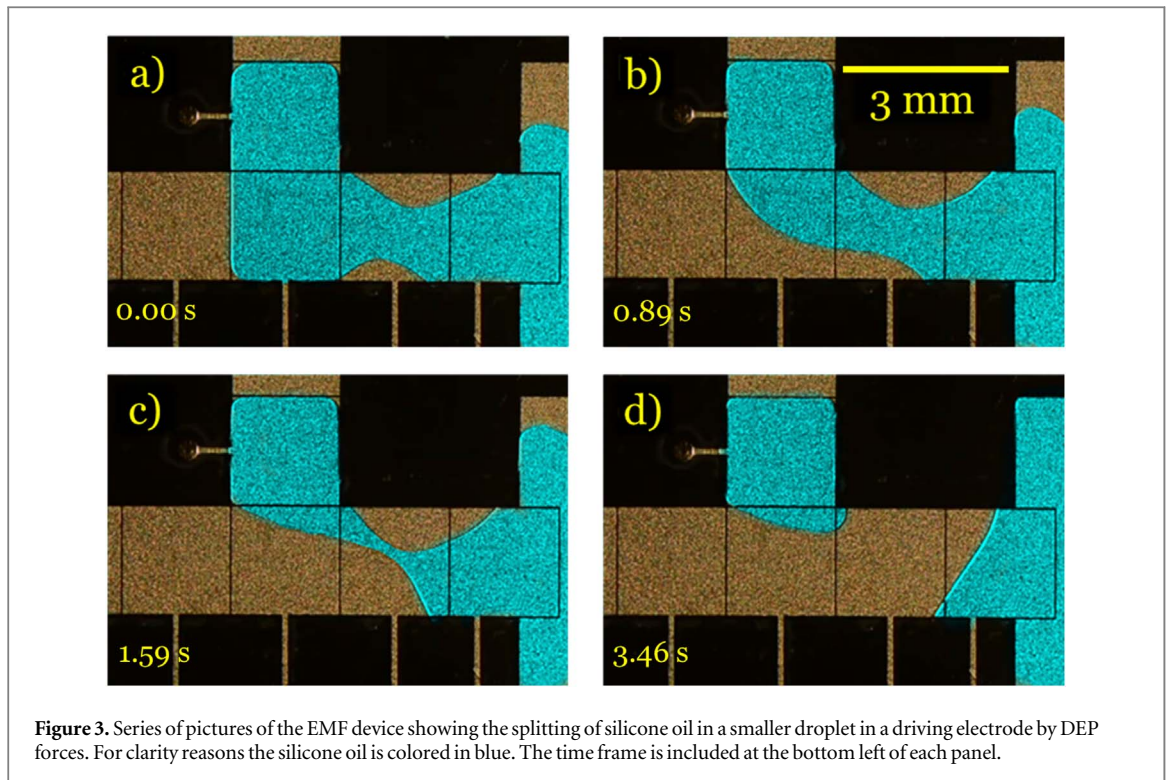 a)
b)
3 mm
0.00 s
0.89 s
c)
d)
1.59 s
3.46 s
Figure 3. Series of pictures of the EMF device showing the splitting of silicone oil in a smaller droplet in a driving electrode by DEP
forces. For clarity reasons the silicone oil is colored in blue. The time frame is included at the bottom left of each panel.